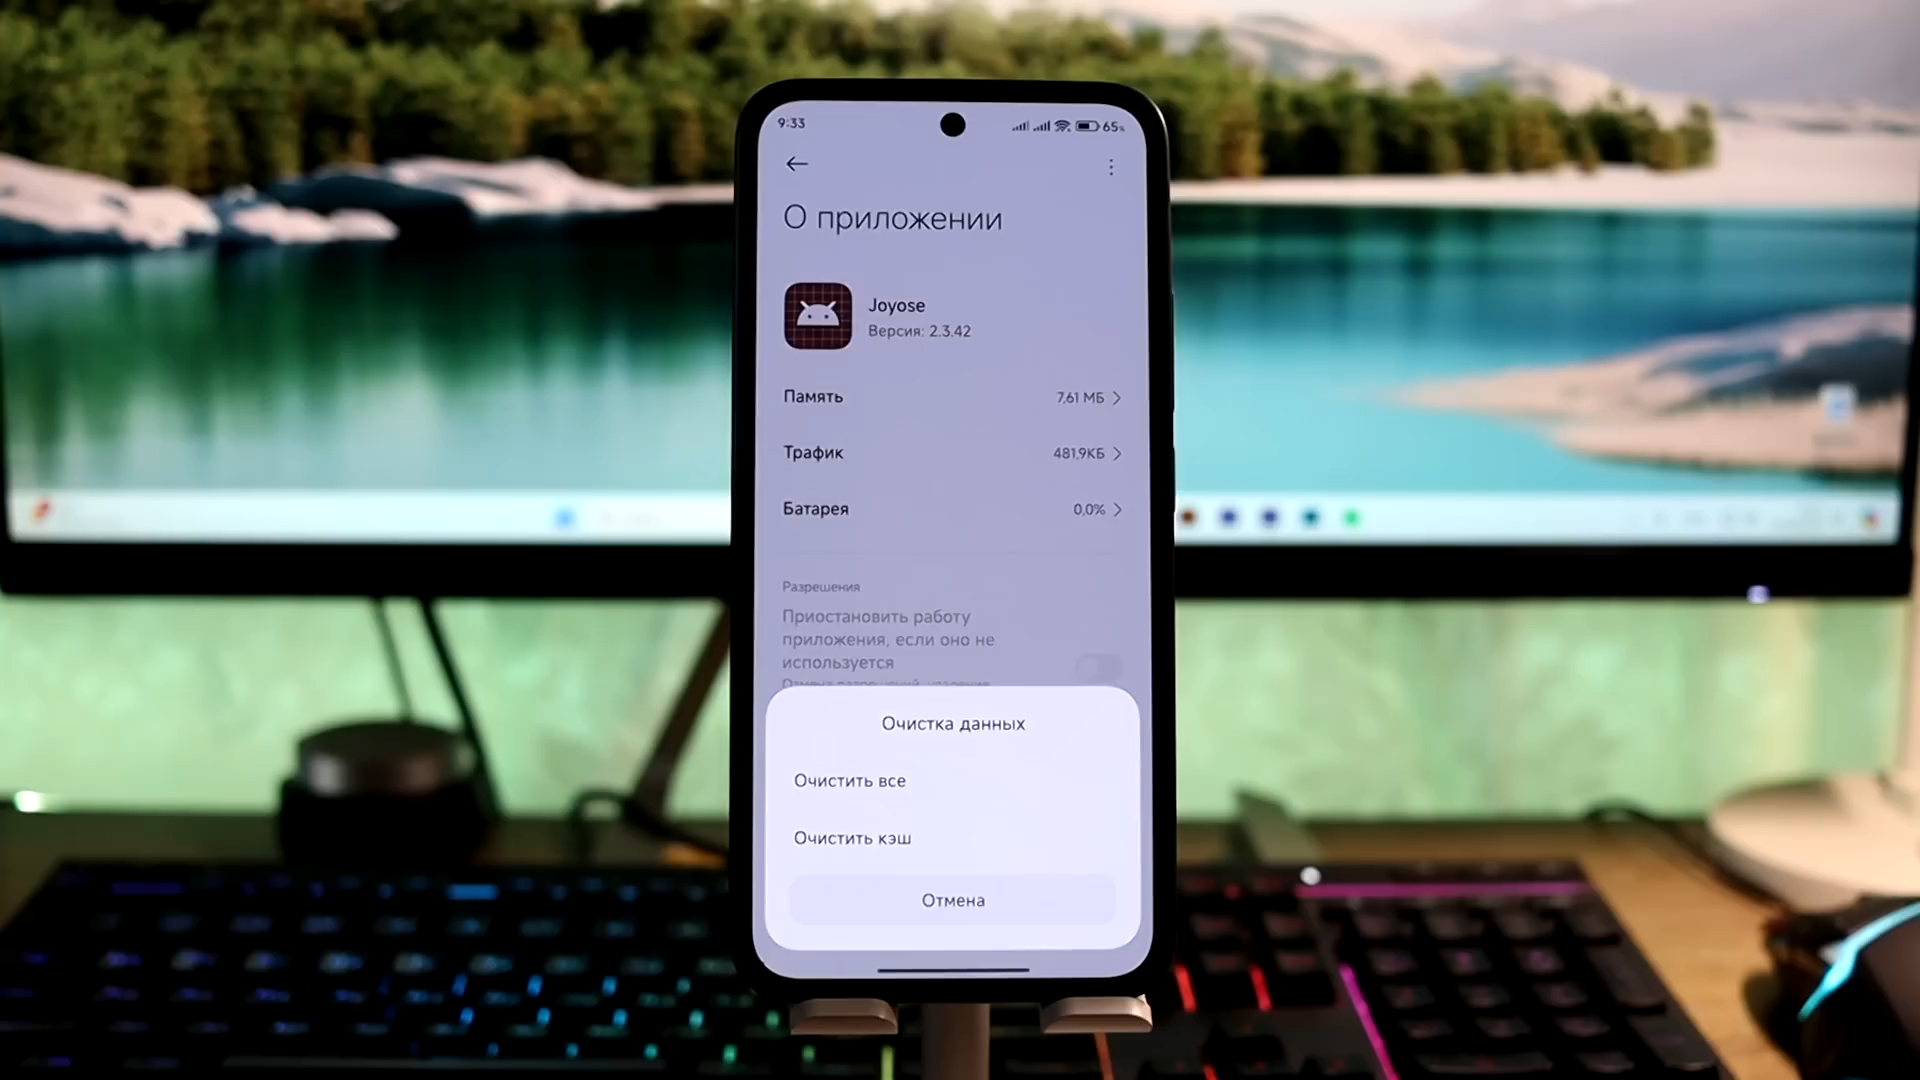 9:33
65%
О приложении
Joyose
Версия: 2.3.42
Память
7,61 МБ
Трафик
481,9КБ
Батарея
0,0%
Разрешения
Приостановить работу
приложения, если оно не
используется
Очистка данных
Очистить все
Очистить кэш
Отмена